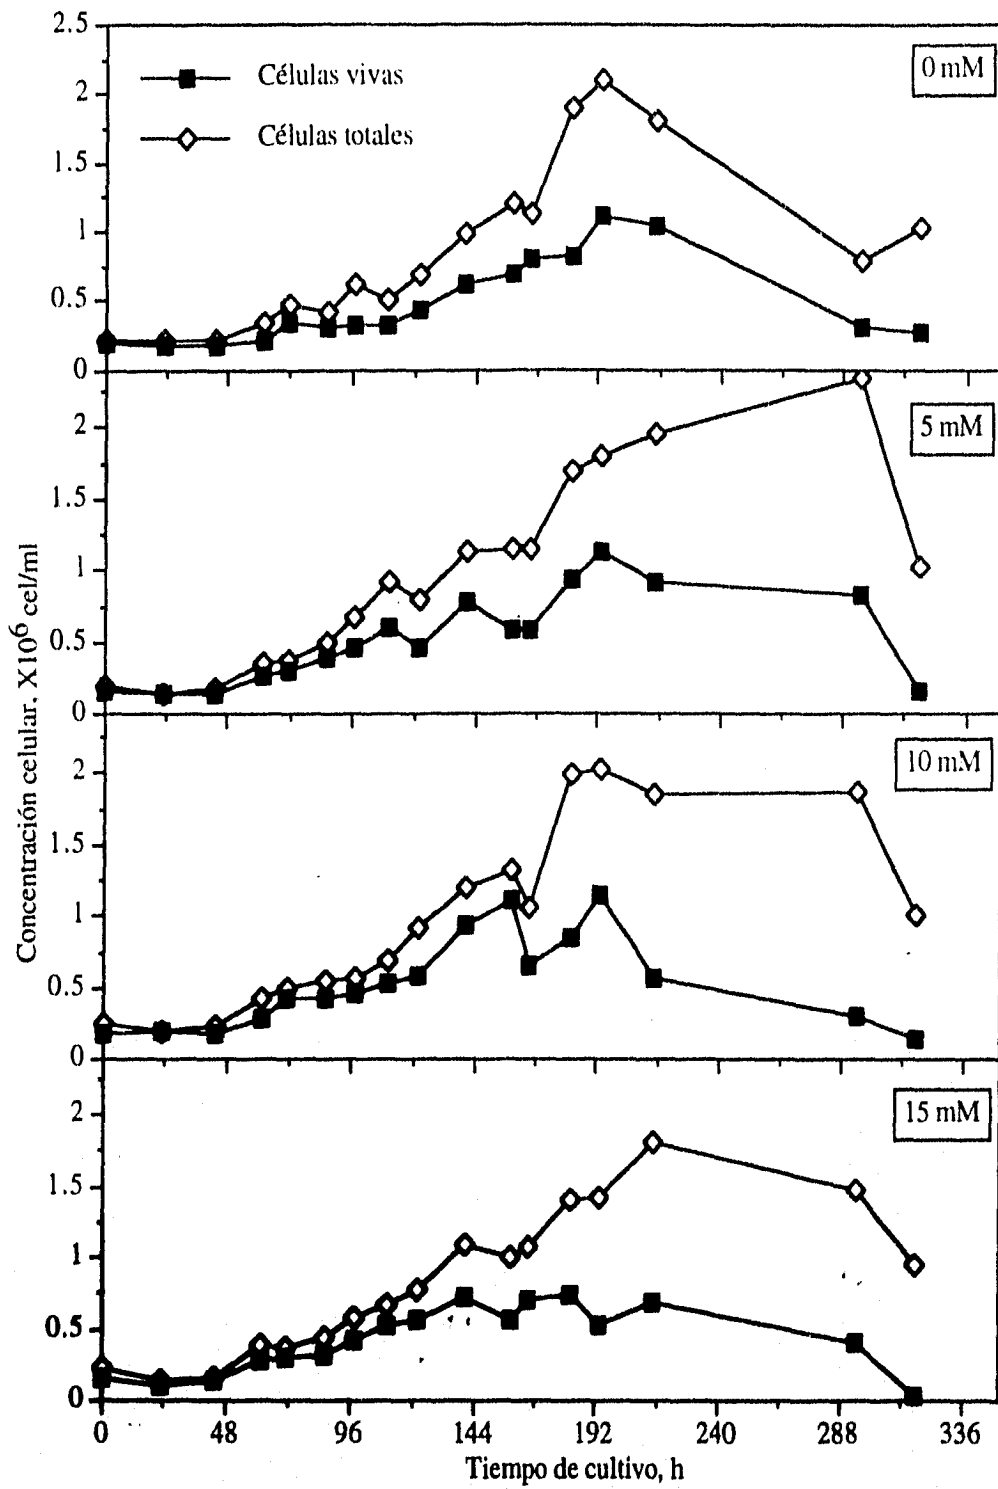 2.5
Células vivas
0 mM
2
Células totales
1.5
1
0.5
0
5 mM
2
1.5
1
0.5
0
10 mM
2
1.5
1
0.5
0
15 mM
2
1.5
1
0.5
0
0 48 96 144 192 240 288 336
Tiempo de cultivo, h
Concentración celular. X10⁶ cel/ml